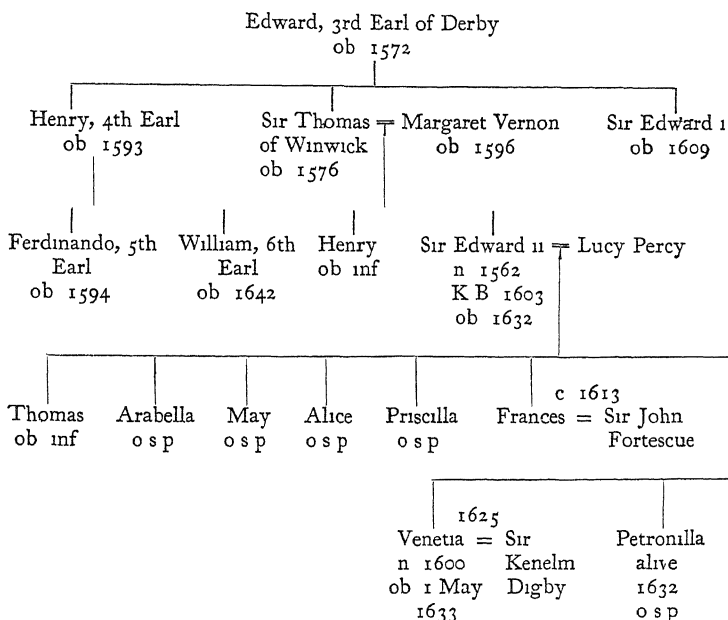 Edward, 3rd Earl of Derby
ob 1572
Henry, 4th Earl
ob 1593
Sir Thomas = Margaret Vernon
of Winwick
ob 1576
ob 1596
Sir Edward i
ob 1609
Ferdinando, 5th
Earl
ob 1594
William, 6th
Earl
ob 1642
Henry
ob inf
Sir Edward ii = Lucy Percy
n 1562
K B 1603
ob 1632
Thomas
ob inf
Arabella
o s p
May
o s p
Alice
o s p
Priscilla
o s p
c 1613
Frances = Sir John
Fortescue
1625
Venetia = Sir
n 1600 Kenelm
ob 1 May Digby
1633
Petronilla
alive
1632
o s p